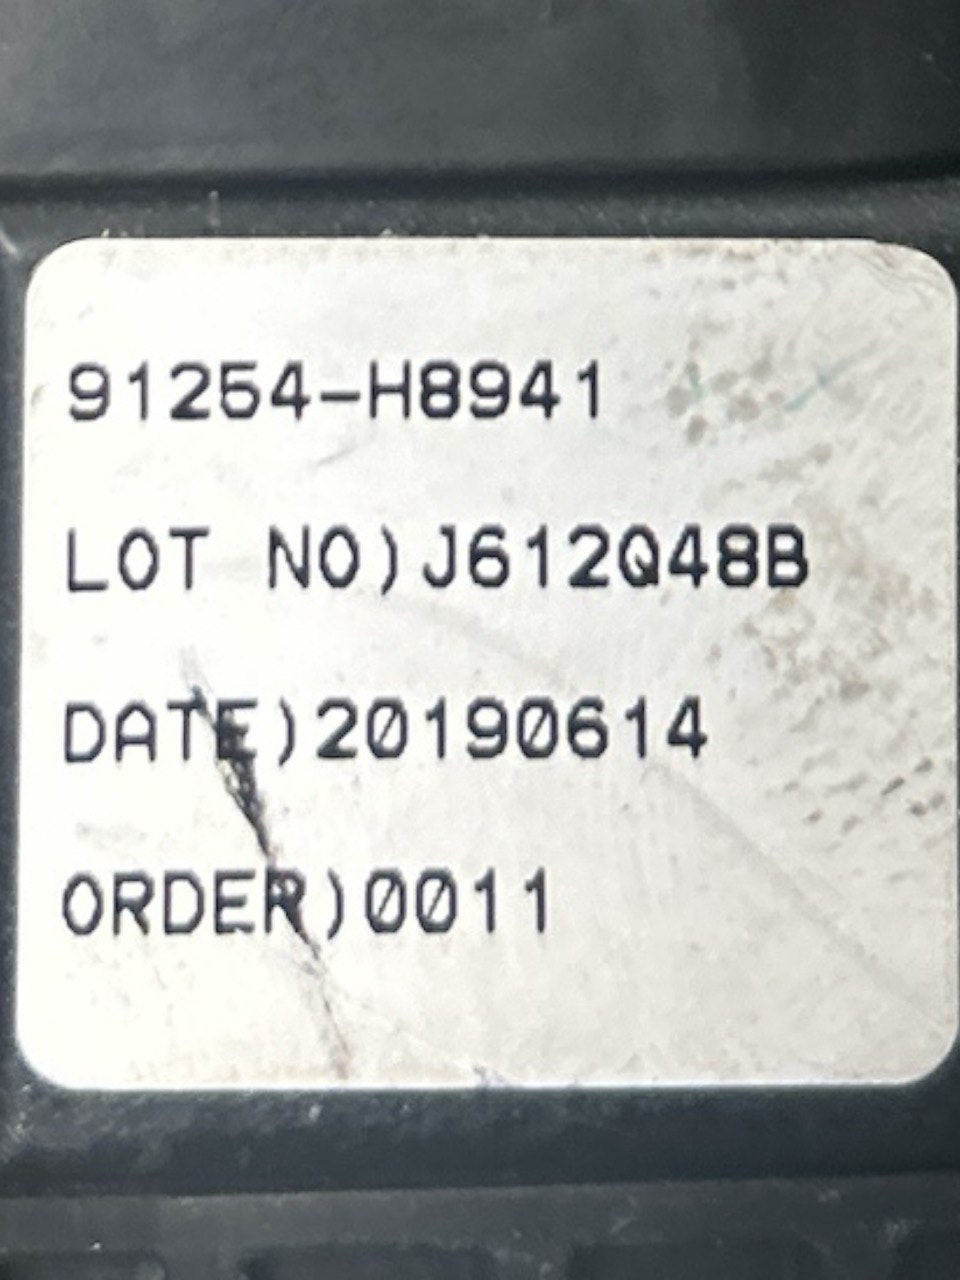 91254-H8941
LOT NO)J612Q48B
DATE)20190614
ORDER)0011